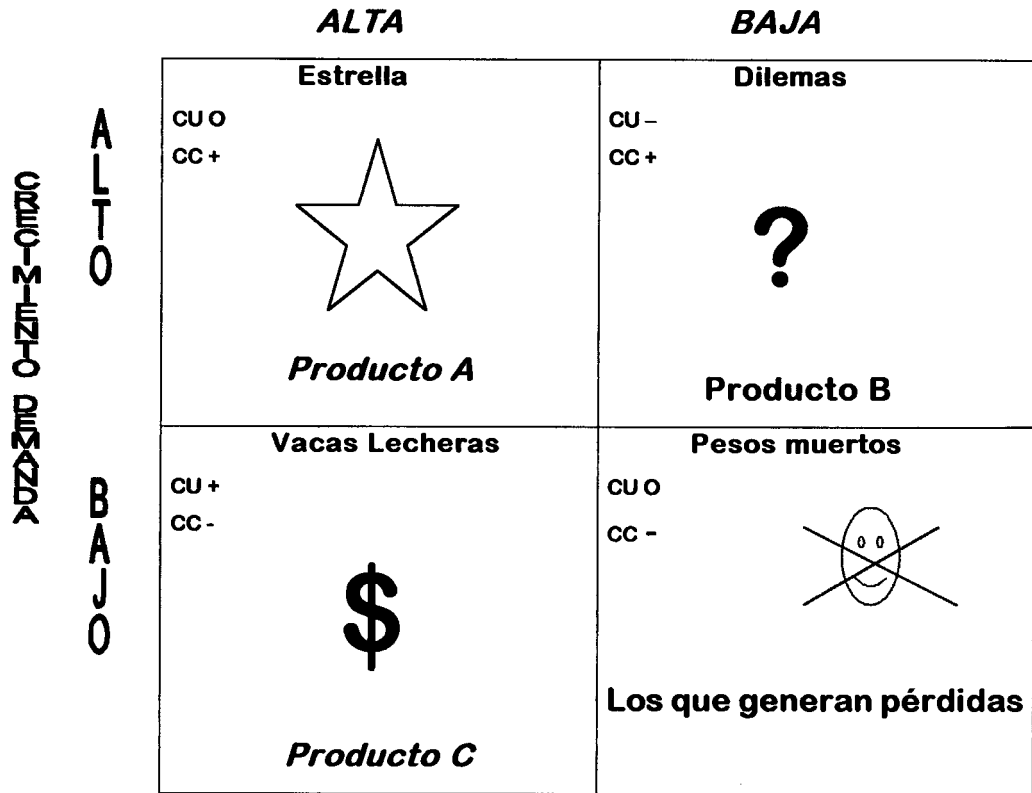 ALTA BAJA
CRECIMIENTO DEMANDA
ALTO
Estrella
CU O
CC +
Producto A
Dilemas
CU –
CC +
?
Producto B
BAJO
Vacas Lecheras
CU +
CC -
$
Producto C
Pesos muertos
CU O
CC -
Los que generan pérdidas